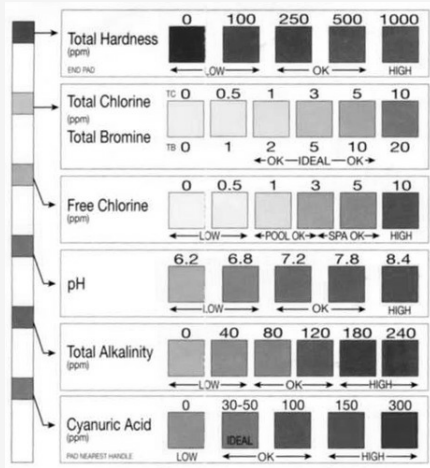 0 100 250 500 1000
Total Hardness
(ppm)
END PAD
LOW OK HIGH
TC 0 0.5 1 3 5 10
Total Chlorine
(ppm)
Total Bromine
TB 0 1 2 5 10 20
OK IDEAL OK
0 0.5 1 3 5 10
Free Chlorine
(ppm)
LOW POOL OK SPA OK HIGH
6.2 6.8 7.2 7.8 8.4
pH
LOW OK HIGH
0 40 80 120 180 240
Total Alkalinity
(ppm)
LOW OK HIGH
0 30-50 100 150 300
Cyanuric Acid
(ppm)
IDEAL
PAD NEAREST HANDLE
LOW OK HIGH